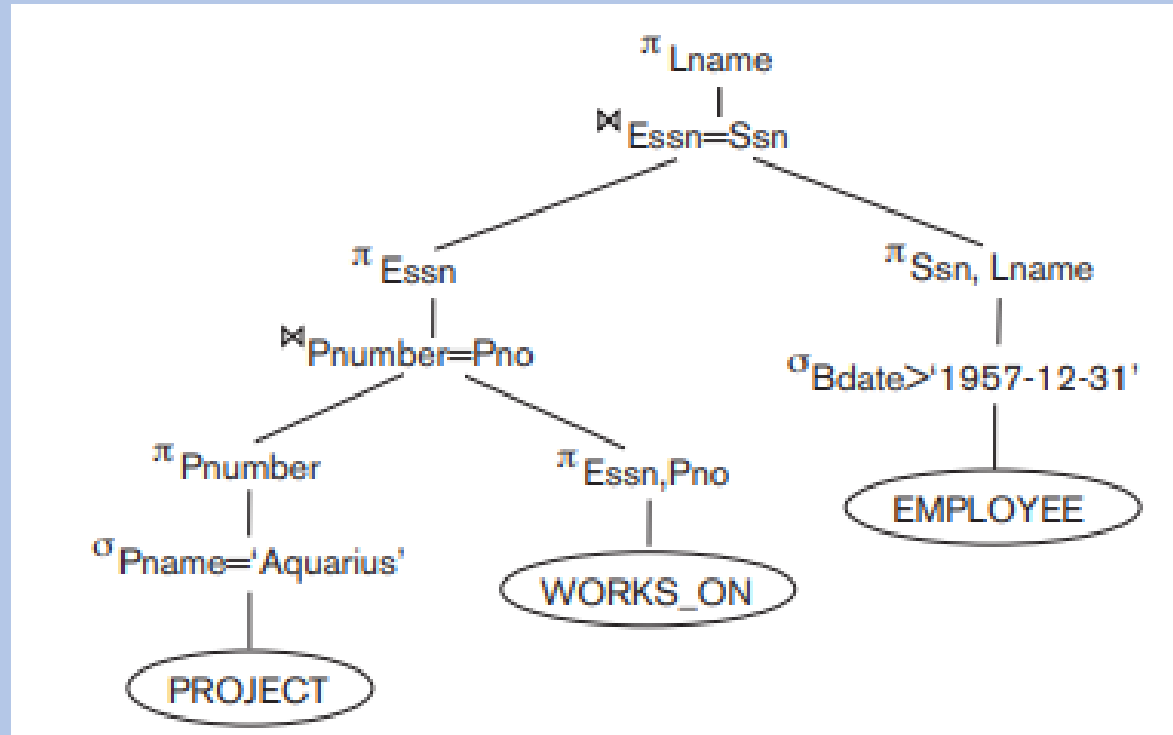 π Lname
⋈ Essn=Ssn
π Essn
π Ssn, Lname
⋈ Pnumber=Pno
σ Bdate>‘1957-12-31’
π Pnumber
π Essn,Pno
EMPLOYEE
σ Pname=‘Aquarius’
WORKS_ON
PROJECT